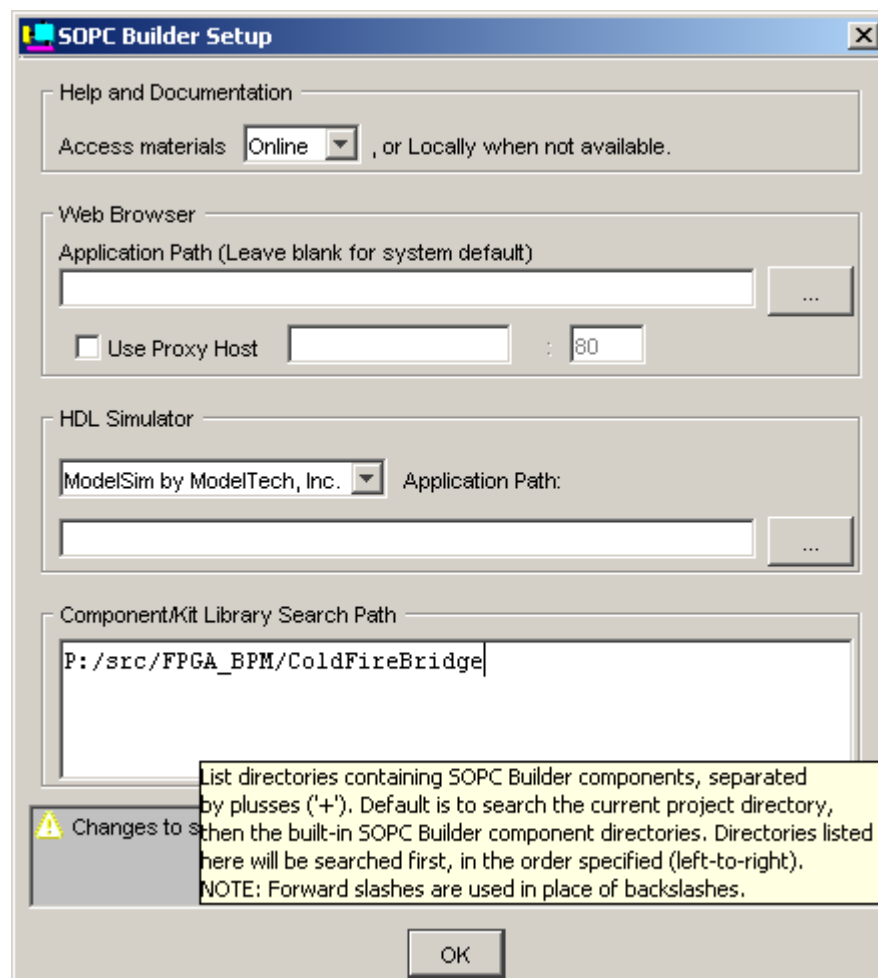 SOPC Builder Setup
Help and Documentation
Access materials Online , or Locally when not available.
Web Browser
Application Path (Leave blank for system default)
...
Use Proxy Host : 80
HDL Simulator
ModelSim by ModelTech, Inc. Application Path:
...
Component/Kit Library Search Path
P:/src/FPGA_BPM/ColdFireBridge
List directories containing SOPC Builder components, separated
by plusses ('+'). Default is to search the current project directory,
Changes to
then the built-in SOPC Builder component directories. Directories listed
here will be searched first, in the order specified (left-to-right).
NOTE: Forward slashes are used in place of backslashes.
OK